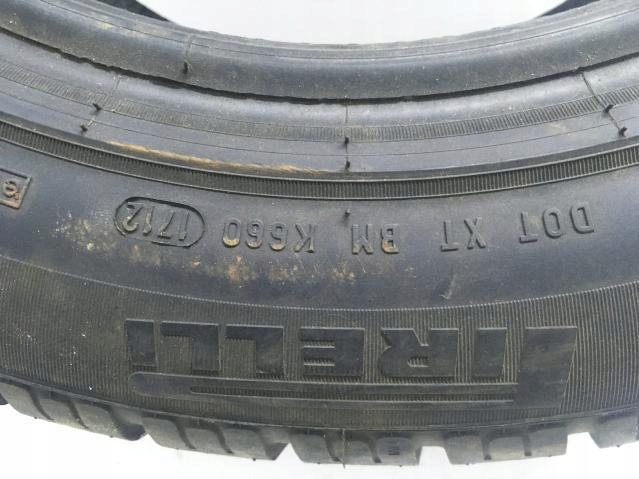 DOT XT BM K660 1712
PIRELLI